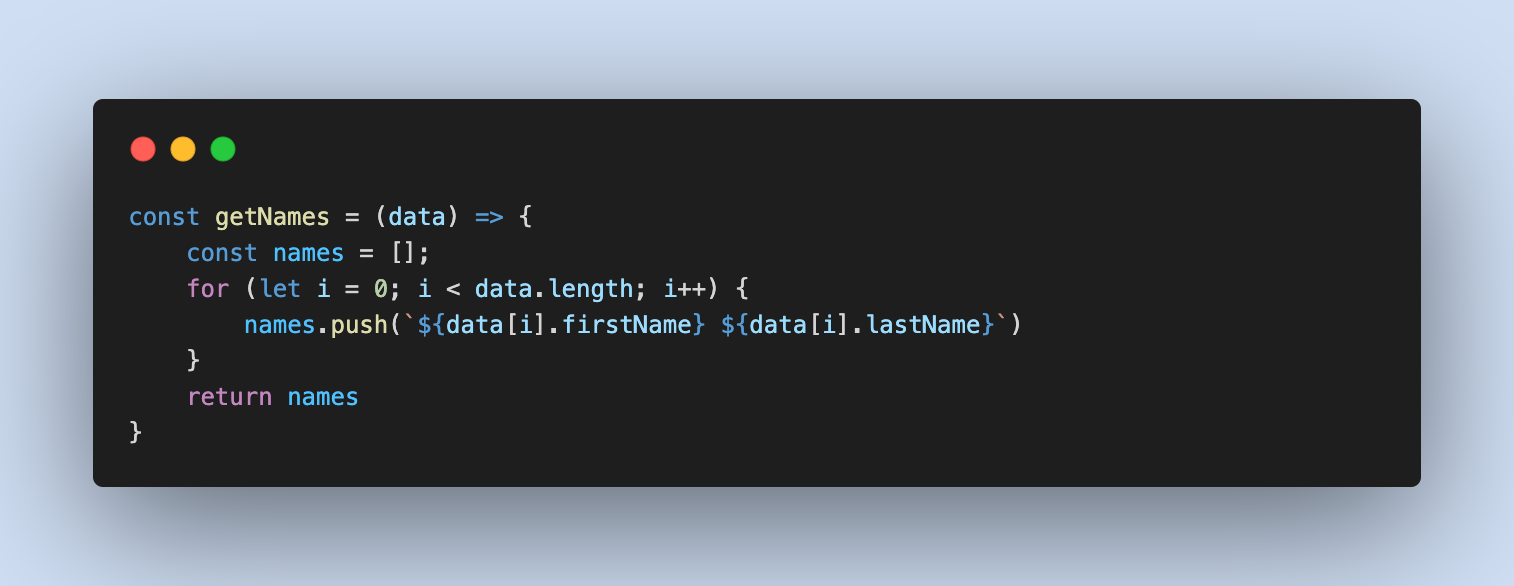 const getNames = (data) => {
    const names = [];
    for (let i = 0; i < data.length; i++) {
        names.push(`${data[i].firstName} ${data[i].lastName}`)
    }
    return names
}